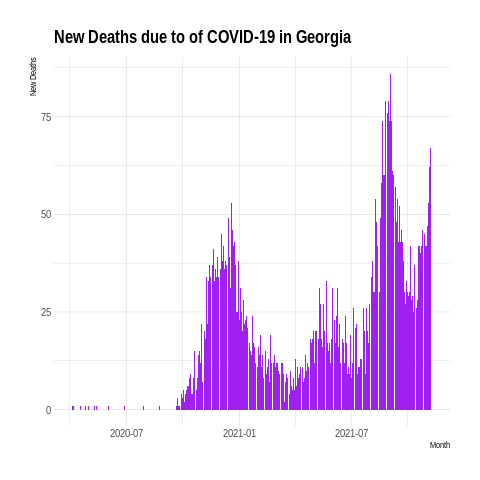 New Deaths due to of COVID-19 in Georgia
New Deaths
75
50
25
0
2020-07
2021-01
2021-07
Month